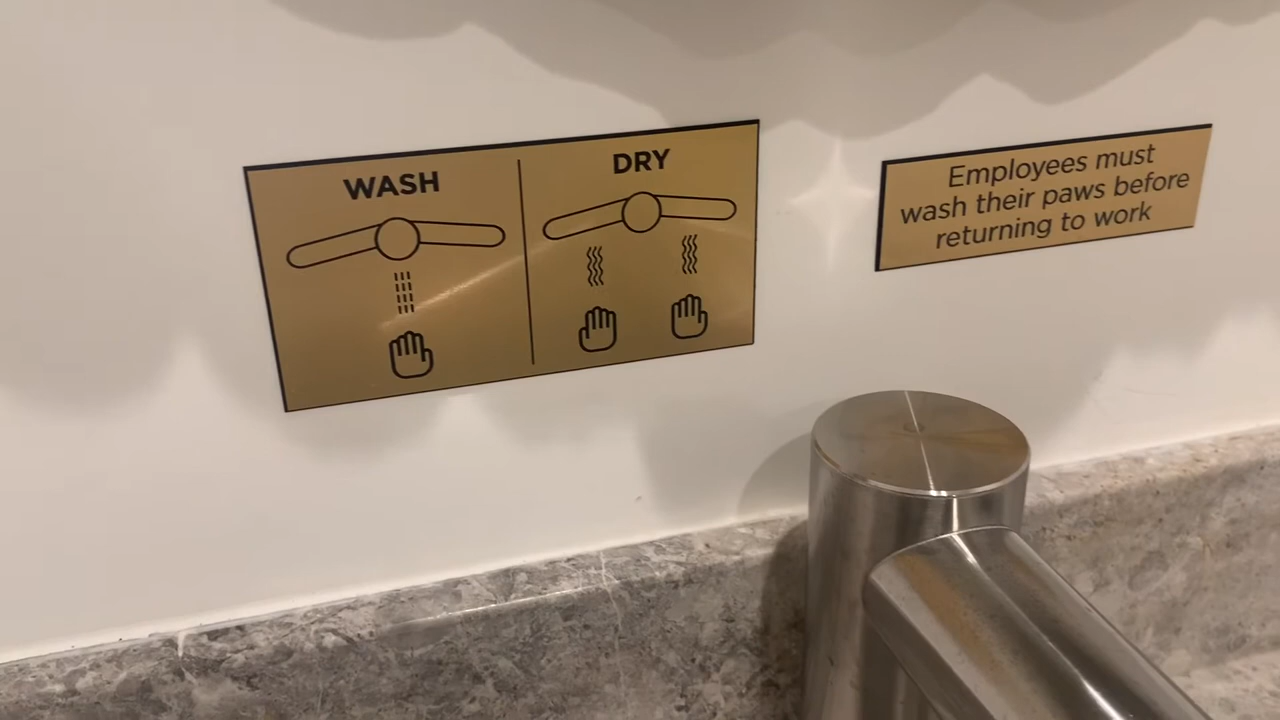 WASH
DRY
Employees must
wash their paws before
returning to work